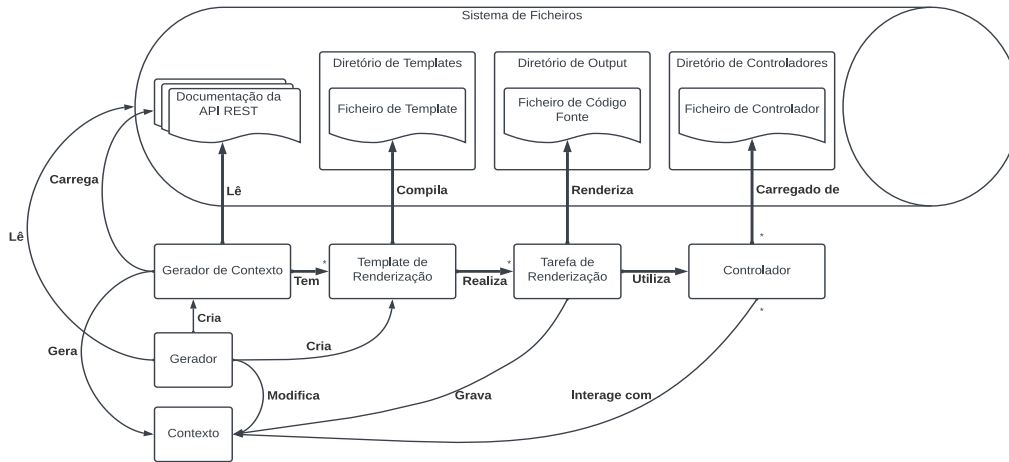 Sistema de Ficheiros
Diretório de Templates
Diretório de Output
Diretório de Controladores
Documentação da
API REST
Ficheiro de Template
Ficheiro de Código
Fonte
Ficheiro de Controlador
Carrega
Lê
Compila
Renderiza
Carregado de
Lê
*
*
*
Gerador de Contexto
Tem
Template de
Renderização
Realiza
Tarefa de
Renderização
Utiliza
Controlador
*
Cria
Gera
Gerador
Cria
Modifica
Grava
Interage com
Contexto